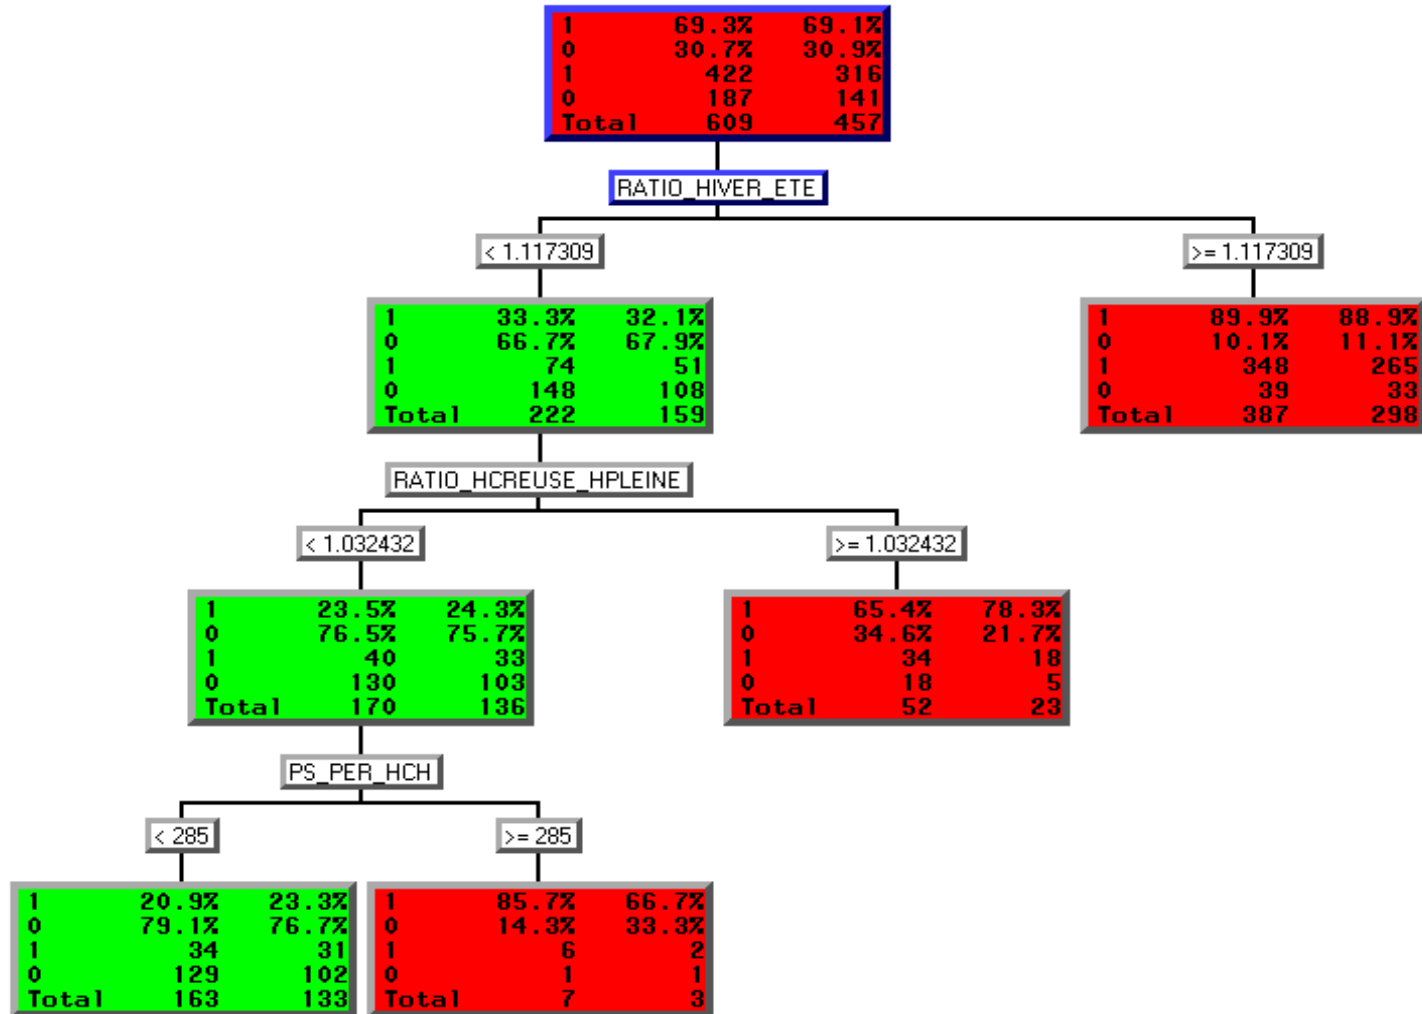 1 69.3% 69.1%
0 30.7% 30.9%
1 422 316
0 187 141
Total 609 457
RATIO_HIVER_ETE
< 1.117309
>= 1.117309
1 33.3% 32.1%
0 66.7% 67.9%
1 74 51
0 148 108
Total 222 159
1 89.9% 88.9%
0 10.1% 11.1%
1 348 265
0 39 33
Total 387 298
RATIO_HCREUSE_HPLEINE
< 1.032432
>= 1.032432
1 23.5% 24.3%
0 76.5% 75.7%
1 40 33
0 130 103
Total 170 136
1 65.4% 78.3%
0 34.6% 21.7%
1 34 18
0 18 5
Total 52 23
PS_PER_HCH
< 285
>= 285
1 20.9% 23.3%
0 79.1% 76.7%
1 34 31
0 129 102
Total 163 133
1 85.7% 66.7%
0 14.3% 33.3%
1 6 2
0 1 1
Total 7 3